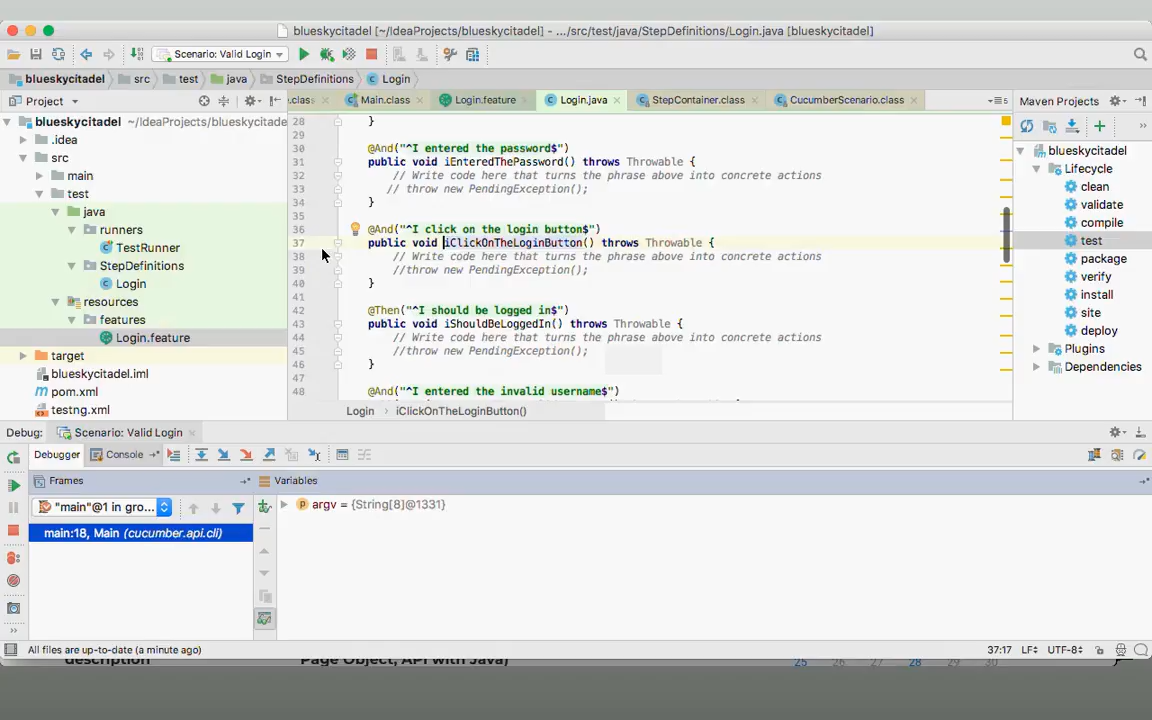 blueskycitadel [~/IdeaProjects/blueskycitadel] - .../src/test/java/StepDefinitions/Login.java [blueskycitadel]
Scenario: Valid Login
blueskycitadel src test java StepDefinitions Login
Project
.class Main.class Login.feature Login.java StepContainer.class CucumberScenario.class
Maven Projects
blueskycitadel ~/IdeaProjects/blueskycitadel
.idea
src
main
test
java
runners
TestRunner
StepDefinitions
Login
resources
features
Login.feature
target
blueskycitadel.iml
pom.xml
testng.xml
28 }
29
30 @And("^I entered the password$")
31 public void iEnteredThePassword() throws Throwable {
32 // Write code here that turns the phrase above into concrete actions
33 // throw new PendingException();
34 }
35
36 @And("^I click on the login button$")
37 public void iClickOnTheLoginButton() throws Throwable {
38 // Write code here that turns the phrase above into concrete actions
39 //throw new PendingException();
40 }
41
42 @Then("^I should be logged in$")
43 public void iShouldBeLoggedIn() throws Throwable {
44 // Write code here that turns the phrase above into concrete actions
45 //throw new PendingException();
46 }
47
48 @And("^I entered the invalid username$")
Login iClickOnTheLoginButton()
blueskycitadel
Lifecycle
clean
validate
compile
test
package
verify
install
site
deploy
Plugins
Dependencies
Debug: Scenario: Valid Login
Debugger Console
Frames
Variables
"main"@1 in gro...
main:18, Main (cucumber.api.cli)
argv = {String[8]@1331}
All files are up-to-date (a minute ago)
37:17 LF UTF-8
description Page Object, API with Java) 25 26 27 28 29 30